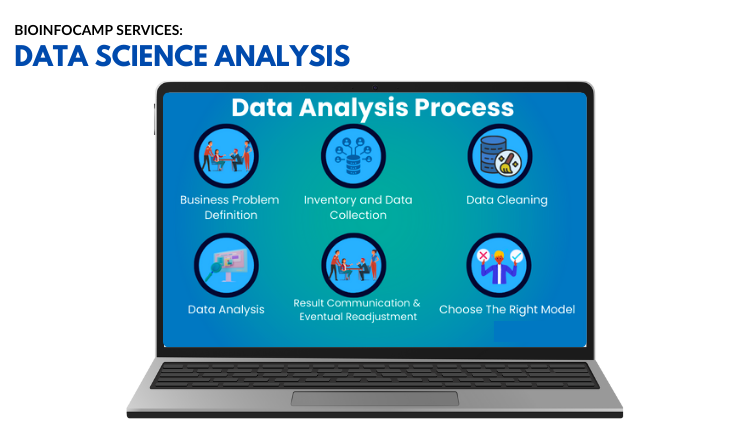 BIOINFOCAMP SERVICES:
DATA SCIENCE ANALYSIS
Data Analysis Process
Business Problem
Definition
Inventory and Data
Collection
Data Cleaning
Data Analysis
Result Communication &
Eventual Readjustment
Choose The Right Model